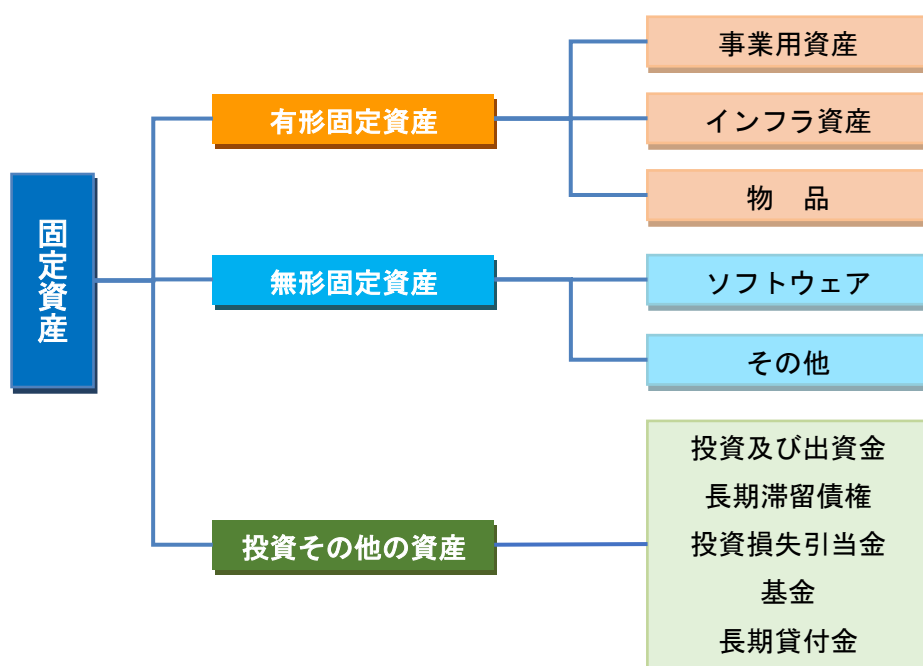 固定資産
有形固定資産
事業用資産
インフラ資産
物　品
無形固定資産
ソフトウェア
その他
投資その他の資産
投資及び出資金
長期滞留債権
投資損失引当金
基金
長期貸付金